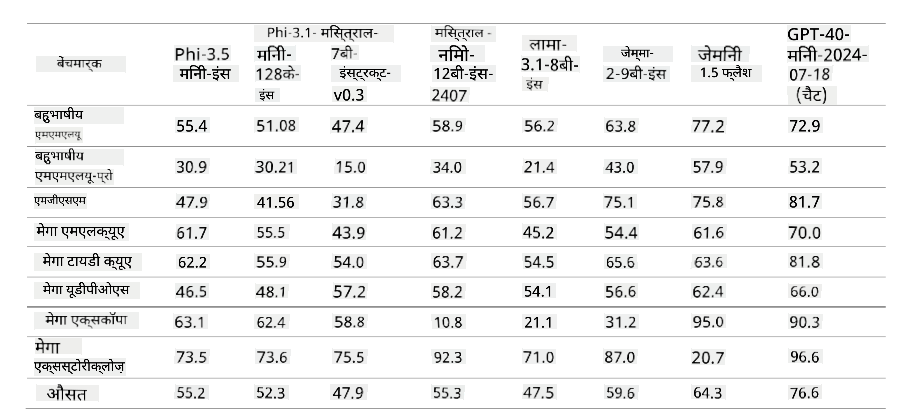 बेंचमार्क Phi-3.5 मिनी-इंस Phi-3.1- मिनी-128के-इंस मिस्त्राल-7बी-इंस्ट्रक्ट-v0.3 मिस्त्राल-निमो-12बी-इंस-2407 लामा-3.1-8बी-इंस जेम्मा-2-9बी-इंस जेमिनी 1.5 फ्लैश GPT-40-मिनी-2024-07-18 (चैट)
बहुभाषीय एमएमएलयू 55.4 51.08 47.4 58.9 56.2 63.8 77.2 72.9
बहुभाषीय एमएमएलयू-प्रो 30.9 30.21 15.0 34.0 21.4 43.0 57.9 53.2
एमजीएसएम 47.9 41.56 31.8 63.3 56.7 75.1 75.8 81.7
मेगा एमएलक्यूए 61.7 55.5 43.9 61.2 45.2 54.4 61.6 70.0
मेगा टायडी क्यूए 62.2 55.9 54.0 63.7 54.5 65.6 63.6 81.8
मेगा यूडीपीओएस 46.5 48.1 57.2 58.2 54.1 56.6 62.4 66.0
मेगा एक्सकॉपा 63.1 62.4 58.8 10.8 21.1 31.2 95.0 90.3
मेगा एक्सस्टोरीक्लोज़ 73.5 73.6 75.5 92.3 71.0 87.0 20.7 96.6
औसत 55.2 52.3 47.9 55.3 47.5 59.6 64.3 76.6